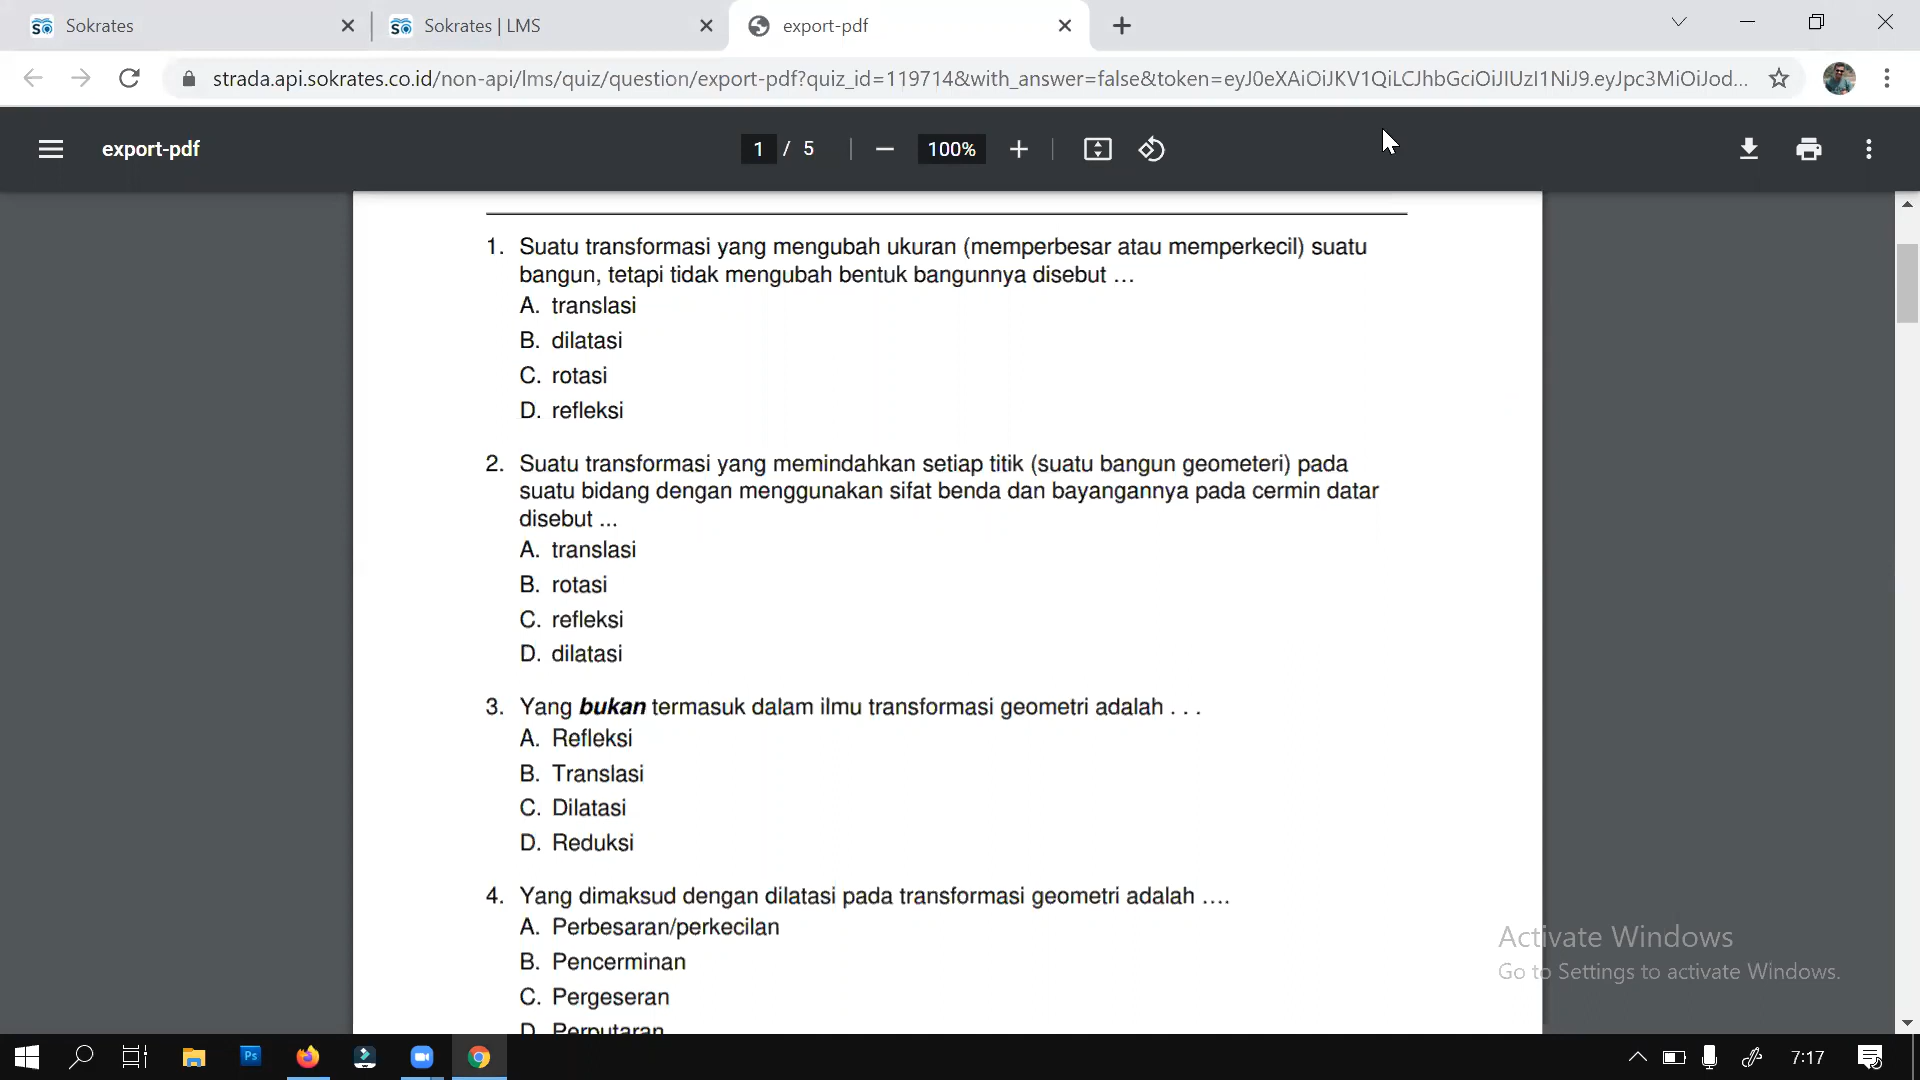 Sokrates
Sokrates | LMS
export-pdf
strada.api.sokrates.co.id/non-api/lms/quiz/question/export-pdf?quiz_id=119714&with_answer=false&token=eyJ0eXAiOiJKV1QiLCJhbGciOiJIUzI1NiJ9.eyJpc3MiOiJod...
export-pdf
1 / 5
100%
1. Suatu transformasi yang mengubah ukuran (memperbesar atau memperkecil) suatu
bangun, tetapi tidak mengubah bentuk bangunnya disebut …
A. translasi
B. dilatasi
C. rotasi
D. refleksi
2. Suatu transformasi yang memindahkan setiap titik (suatu bangun geometeri) pada
suatu bidang dengan menggunakan sifat benda dan bayangannya pada cermin datar
disebut ...
A. translasi
B. rotasi
C. refleksi
D. dilatasi
3. Yang bukan termasuk dalam ilmu transformasi geometri adalah . . .
A. Refleksi
B. Translasi
C. Dilatasi
D. Reduksi
4. Yang dimaksud dengan dilatasi pada transformasi geometri adalah ….
A. Perbesaran/perkecilan
B. Pencerminan
C. Pergeseran
D. Perputaran
Activate Windows
Go to Settings to activate Windows.
Ps
7:17